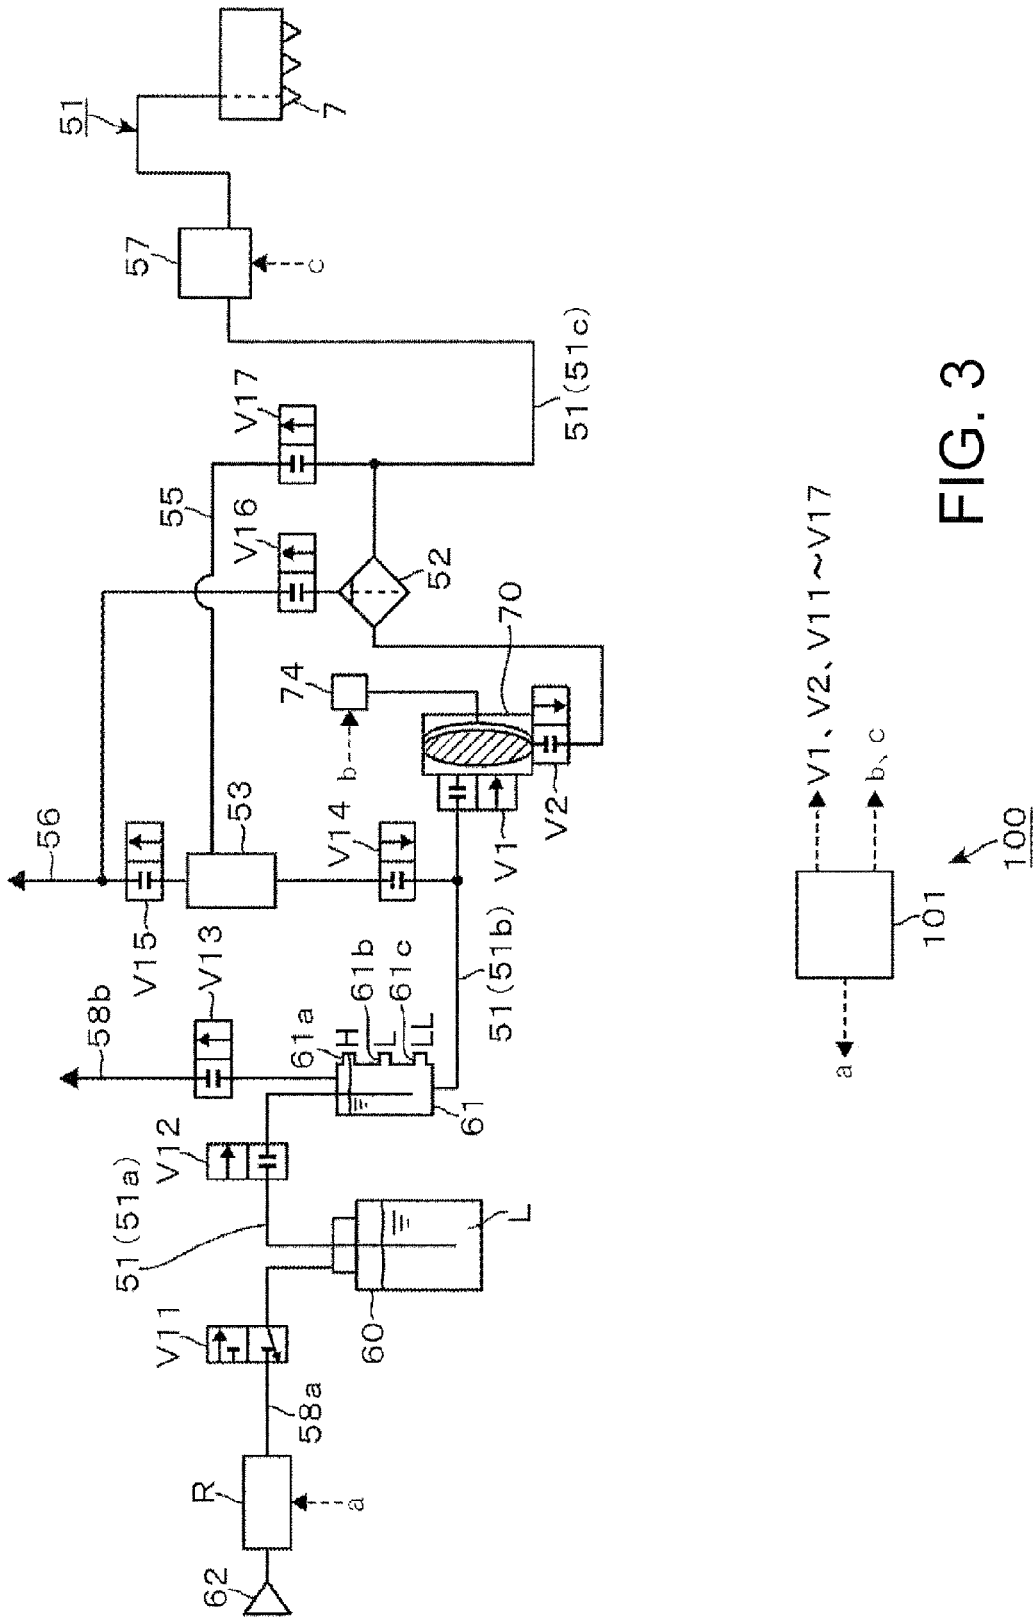 51
7
57
c
51(51c)
V17
55
V16
52
70
74
b
V2
V1
56
53
V14
V15
V13
58b
61a
61b
61c
H
L
LL
51(51b)
61
V12
51(51a)
L
60
V11
58a
R
a
62
V1、V2、V11～V17
b、c
101
100
a
FIG. 3